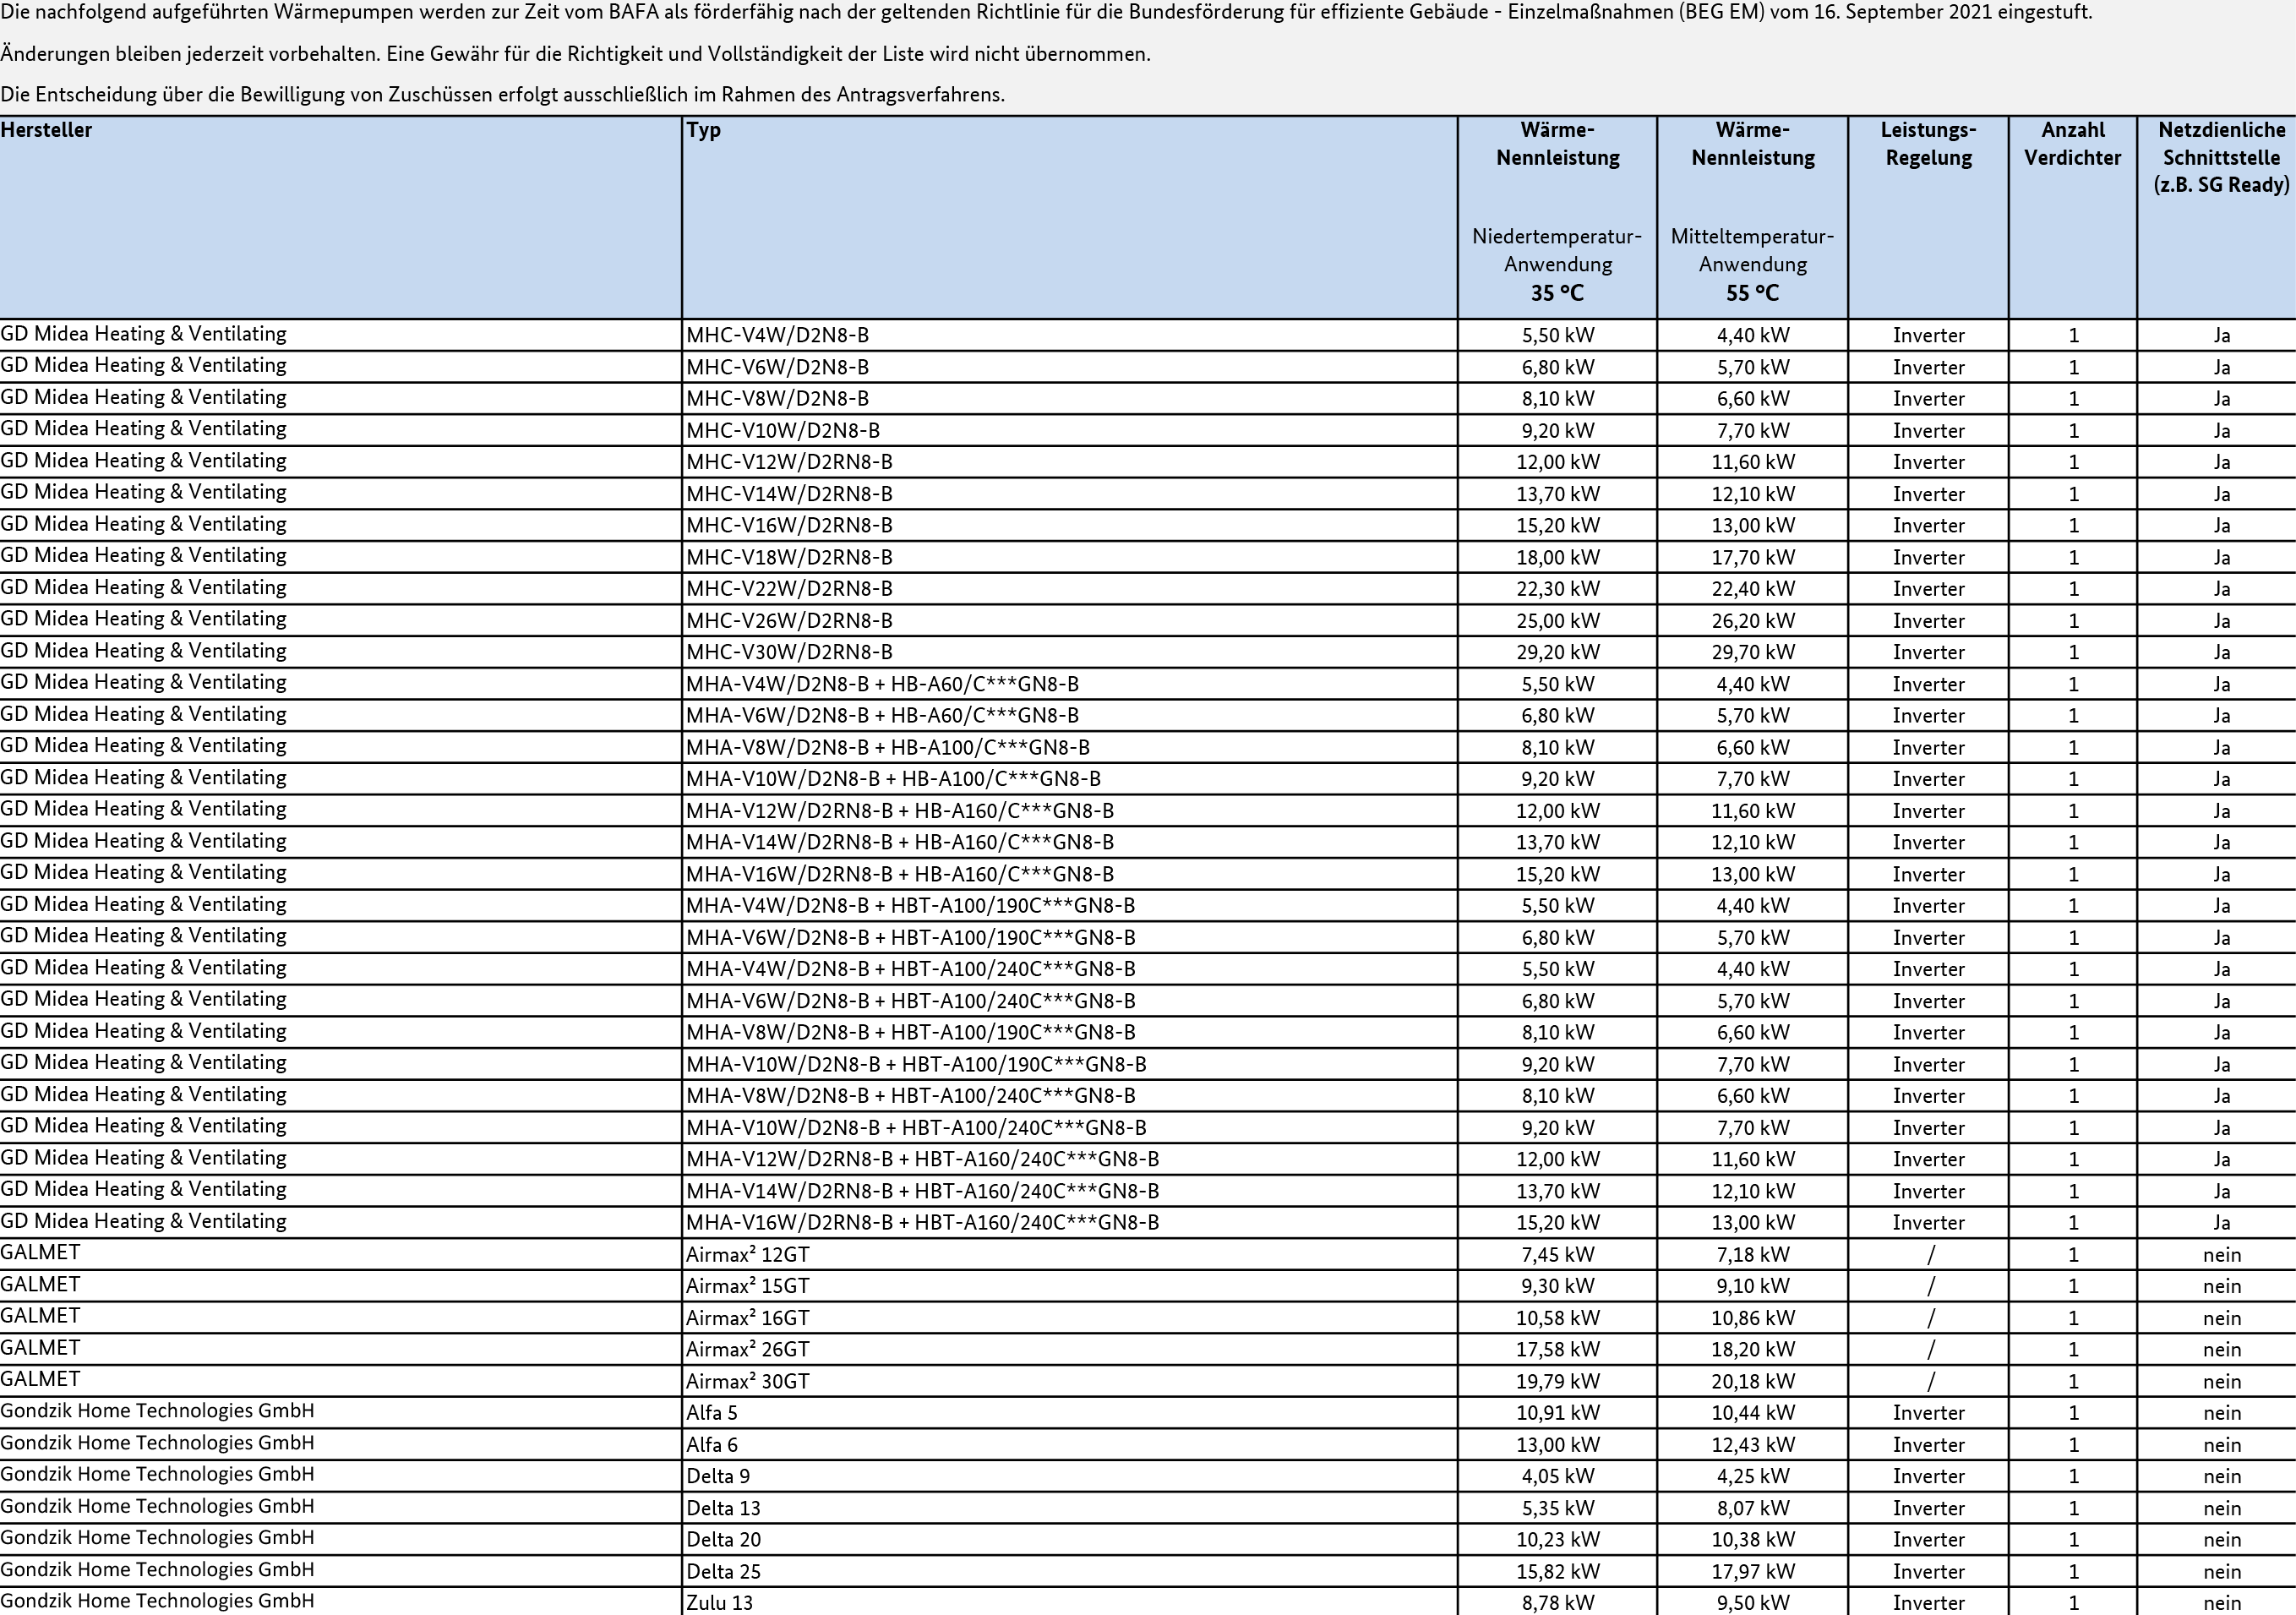 Die nachfolgend aufgeführten Wärmepumpen werden zur Zeit vom BAFA als förderfähig nach der geltenden Richtlinie für die Bundesförderung für effiziente Gebäude - Einzelmaßnahmen (BEG EM) vom 16. September 2021 eingestuft.
Änderungen bleiben jederzeit vorbehalten. Eine Gewähr für die Richtigkeit und Vollständigkeit der Liste wird nicht übernommen.
Die Entscheidung über die Bewilligung von Zuschüssen erfolgt ausschließlich im Rahmen des Antragsverfahrens.
Hersteller Typ Wärme- Wärme- Leistungs- Anzahl Netzdienliche
Nennleistung Nennleistung Regelung Verdichter Schnittstelle
(z.B. SG Ready)
Niedertemperatur- Mitteltemperatur-
Anwendung Anwendung
35 °C 55 °C
GD Midea Heating & Ventilating MHC-V4W/D2N8-B 5,50 kW 4,40 kW Inverter 1 Ja
GD Midea Heating & Ventilating MHC-V6W/D2N8-B 6,80 kW 5,70 kW Inverter 1 Ja
GD Midea Heating & Ventilating MHC-V8W/D2N8-B 8,10 kW 6,60 kW Inverter 1 Ja
GD Midea Heating & Ventilating MHC-V10W/D2N8-B 9,20 kW 7,70 kW Inverter 1 Ja
GD Midea Heating & Ventilating MHC-V12W/D2RN8-B 12,00 kW 11,60 kW Inverter 1 Ja
GD Midea Heating & Ventilating MHC-V14W/D2RN8-B 13,70 kW 12,10 kW Inverter 1 Ja
GD Midea Heating & Ventilating MHC-V16W/D2RN8-B 15,20 kW 13,00 kW Inverter 1 Ja
GD Midea Heating & Ventilating MHC-V18W/D2RN8-B 18,00 kW 17,70 kW Inverter 1 Ja
GD Midea Heating & Ventilating MHC-V22W/D2RN8-B 22,30 kW 22,40 kW Inverter 1 Ja
GD Midea Heating & Ventilating MHC-V26W/D2RN8-B 25,00 kW 26,20 kW Inverter 1 Ja
GD Midea Heating & Ventilating MHC-V30W/D2RN8-B 29,20 kW 29,70 kW Inverter 1 Ja
GD Midea Heating & Ventilating MHA-V4W/D2N8-B + HB-A60/C***GN8-B 5,50 kW 4,40 kW Inverter 1 Ja
GD Midea Heating & Ventilating MHA-V6W/D2N8-B + HB-A60/C***GN8-B 6,80 kW 5,70 kW Inverter 1 Ja
GD Midea Heating & Ventilating MHA-V8W/D2N8-B + HB-A100/C***GN8-B 8,10 kW 6,60 kW Inverter 1 Ja
GD Midea Heating & Ventilating MHA-V10W/D2N8-B + HB-A100/C***GN8-B 9,20 kW 7,70 kW Inverter 1 Ja
GD Midea Heating & Ventilating MHA-V12W/D2RN8-B + HB-A160/C***GN8-B 12,00 kW 11,60 kW Inverter 1 Ja
GD Midea Heating & Ventilating MHA-V14W/D2RN8-B + HB-A160/C***GN8-B 13,70 kW 12,10 kW Inverter 1 Ja
GD Midea Heating & Ventilating MHA-V16W/D2RN8-B + HB-A160/C***GN8-B 15,20 kW 13,00 kW Inverter 1 Ja
GD Midea Heating & Ventilating MHA-V4W/D2N8-B + HBT-A100/190C***GN8-B 5,50 kW 4,40 kW Inverter 1 Ja
GD Midea Heating & Ventilating MHA-V6W/D2N8-B + HBT-A100/190C***GN8-B 6,80 kW 5,70 kW Inverter 1 Ja
GD Midea Heating & Ventilating MHA-V4W/D2N8-B + HBT-A100/240C***GN8-B 5,50 kW 4,40 kW Inverter 1 Ja
GD Midea Heating & Ventilating MHA-V6W/D2N8-B + HBT-A100/240C***GN8-B 6,80 kW 5,70 kW Inverter 1 Ja
GD Midea Heating & Ventilating MHA-V8W/D2N8-B + HBT-A100/190C***GN8-B 8,10 kW 6,60 kW Inverter 1 Ja
GD Midea Heating & Ventilating MHA-V10W/D2N8-B + HBT-A100/190C***GN8-B 9,20 kW 7,70 kW Inverter 1 Ja
GD Midea Heating & Ventilating MHA-V8W/D2N8-B + HBT-A100/240C***GN8-B 8,10 kW 6,60 kW Inverter 1 Ja
GD Midea Heating & Ventilating MHA-V10W/D2N8-B + HBT-A100/240C***GN8-B 9,20 kW 7,70 kW Inverter 1 Ja
GD Midea Heating & Ventilating MHA-V12W/D2RN8-B + HBT-A160/240C***GN8-B 12,00 kW 11,60 kW Inverter 1 Ja
GD Midea Heating & Ventilating MHA-V14W/D2RN8-B + HBT-A160/240C***GN8-B 13,70 kW 12,10 kW Inverter 1 Ja
GD Midea Heating & Ventilating MHA-V16W/D2RN8-B + HBT-A160/240C***GN8-B 15,20 kW 13,00 kW Inverter 1 Ja
GALMET Airmax² 12GT 7,45 kW 7,18 kW / 1 nein
GALMET Airmax² 15GT 9,30 kW 9,10 kW / 1 nein
GALMET Airmax² 16GT 10,58 kW 10,86 kW / 1 nein
GALMET Airmax² 26GT 17,58 kW 18,20 kW / 1 nein
GALMET Airmax² 30GT 19,79 kW 20,18 kW / 1 nein
Gondzik Home Technologies GmbH Alfa 5 10,91 kW 10,44 kW Inverter 1 nein
Gondzik Home Technologies GmbH Alfa 6 13,00 kW 12,43 kW Inverter 1 nein
Gondzik Home Technologies GmbH Delta 9 4,05 kW 4,25 kW Inverter 1 nein
Gondzik Home Technologies GmbH Delta 13 5,35 kW 8,07 kW Inverter 1 nein
Gondzik Home Technologies GmbH Delta 20 10,23 kW 10,38 kW Inverter 1 nein
Gondzik Home Technologies GmbH Delta 25 15,82 kW 17,97 kW Inverter 1 nein
Gondzik Home Technologies GmbH Zulu 13 8,78 kW 9,50 kW Inverter 1 nein